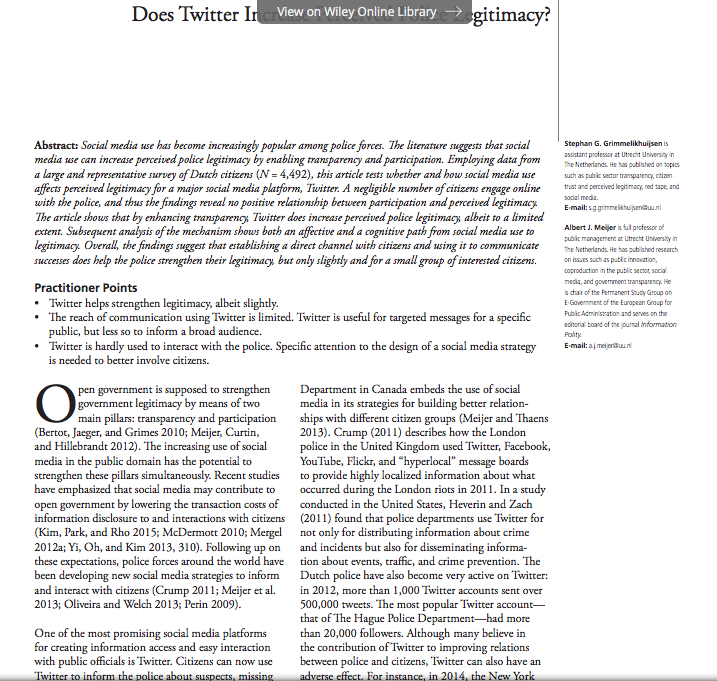 Does Twitter In
egitimacy?
View on Wiley Online Library →
Abstract: Social media use has become increasingly popular among police forces. The literature suggests that social
media use can increase perceived police legitimacy by enabling transparency and participation. Employing data from
a large and representative survey of Dutch citizens (N = 4,492), this article tests whether and how social media use
affects perceived legitimacy for a major social media platform, Twitter. A negligible number of citizens engage online
with the police, and thus the findings reveal no positive relationship between participation and perceived legitimacy.
The article shows that by enhancing transparency, Twitter does increase perceived police legitimacy, albeit to a limited
extent. Subsequent analysis of the mechanism shows both an affective and a cognitive path from social media use to
legitimacy. Overall, the findings suggest that establishing a direct channel with citizens and using it to communicate
successes does help the police strengthen their legitimacy, but only slightly and for a small group of interested citizens.
Practitioner Points
• Twitter helps strengthen legitimacy, albeit slightly.
• The reach of communication using Twitter is limited. Twitter is useful for targeted messages for a specific
public, but less so to inform a broad audience.
• Twitter is hardly used to interact with the police. Specific attention to the design of a social media strategy
is needed to better involve citizens.
Open government is supposed to strengthen
government legitimacy by means of two
main pillars: transparency and participation
(Bertot, Jaeger, and Grimes 2010; Meijer, Curtin,
and Hillebrandt 2012). The increasing use of social
media in the public domain has the potential to
strengthen these pillars simultaneously. Recent studies
have emphasized that social media may contribute to
open government by lowering the transaction costs of
information disclosure to and interactions with citizens
(Kim, Park, and Rho 2015; McDermott 2010; Mergel
2012a; Yi, Oh, and Kim 2013, 310). Following up on
these expectations, police forces around the world have
been developing new social media strategies to inform
and interact with citizens (Crump 2011; Meijer et al.
2013; Oliveira and Welch 2013; Perin 2009).
One of the most promising social media platforms
for creating information access and easy interaction
with public officials is Twitter. Citizens can now use
Twitter to inform the police about suspects, missing
Department in Canada embeds the use of social
media in its strategies for building better relation-
ships with different citizen groups (Meijer and Thaens
2013). Crump (2011) describes how the London
police in the United Kingdom used Twitter, Facebook,
YouTube, Flickr, and “hyperlocal” message boards
to provide highly localized information about what
occurred during the London riots in 2011. In a study
conducted in the United States, Heverin and Zach
(2011) found that police departments use Twitter for
not only for distributing information about crime
and incidents but also for disseminating informa-
tion about events, traffic, and crime prevention. The
Dutch police have also become very active on Twitter:
in 2012, more than 1,000 Twitter accounts sent over
500,000 tweets. The most popular Twitter account—
that of The Hague Police Department—had more
than 20,000 followers. Although many believe in
the contribution of Twitter to improving relations
between police and citizens, Twitter can also have an
adverse effect. For instance, in 2014, the New York
Stephan G. Grimmelikhuijsen is
assistant professor at Utrecht University in
The Netherlands. He has published on topics
such as public sector transparency, citizen
trust and perceived legitimacy, red tape, and
social media.
E-mail: s.g.grimmelikhuijsen@uu.nl
Albert J. Meijer is full professor of
public management at Utrecht University in
The Netherlands. He has published research
on issues such as public innovation,
coproduction in the public sector, social
media, and government transparency. He
is chair of the Permanent Study Group on
E-Government of the European Group for
Public Administration and serves on the
editorial board of the journal Information
Polity.
E-mail: a.j.meijer@uu.nl